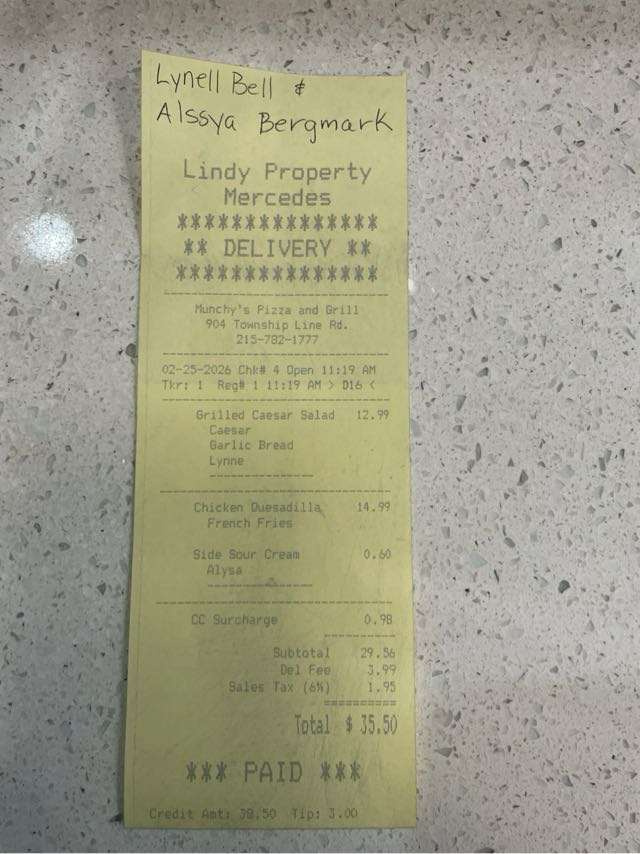 Lynell Bell &
Alssya Bergmark
Lindy Property
Mercedes
**************
** DELIVERY **
**************
Munchy's Pizza and Grill
904 Township Line Rd.
215-782-1777
02-25-2026 Chk# 4 Open 11:19 AM
Tkr: 1 Reg# 1 11:19 AM > D16 <
Grilled Caesar Salad 12.99
Caesar
Garlic Bread
Lynne
Chicken Quesadilla 14.99
French Fries
Side Sour Cream 0.60
Alysa
CC Surcharge 0.98
Subtotal 29.56
Del Fee 3.99
Sales Tax (6%) 1.95
Total $ 35.50
*** PAID ***
Credit Amt: 38.50 Tip: 3.00